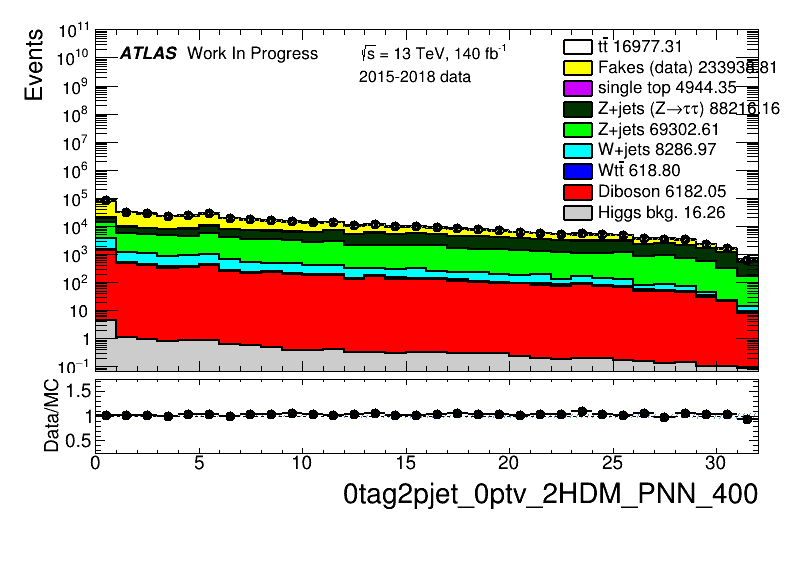 Events
10¹¹
10¹⁰
10⁹
10⁸
10⁷
10⁶
10⁵
10⁴
10³
10²
10
1
10⁻¹
ATLAS Work In Progress
√s = 13 TeV, 140 fb⁻¹
2015-2018 data
tt̄ 16977.31
Fakes (data) 233938.81
single top 4944.35
Z+jets (Z→ττ) 88216.16
Z+jets 69302.61
W+jets 8286.97
Wtt̄ 618.80
Diboson 6182.05
Higgs bkg. 16.26
Data/MC
1.5
1
0.5
0 5 10 15 20 25 30
0tag2pjet_0ptv_2HDM_PNN_400